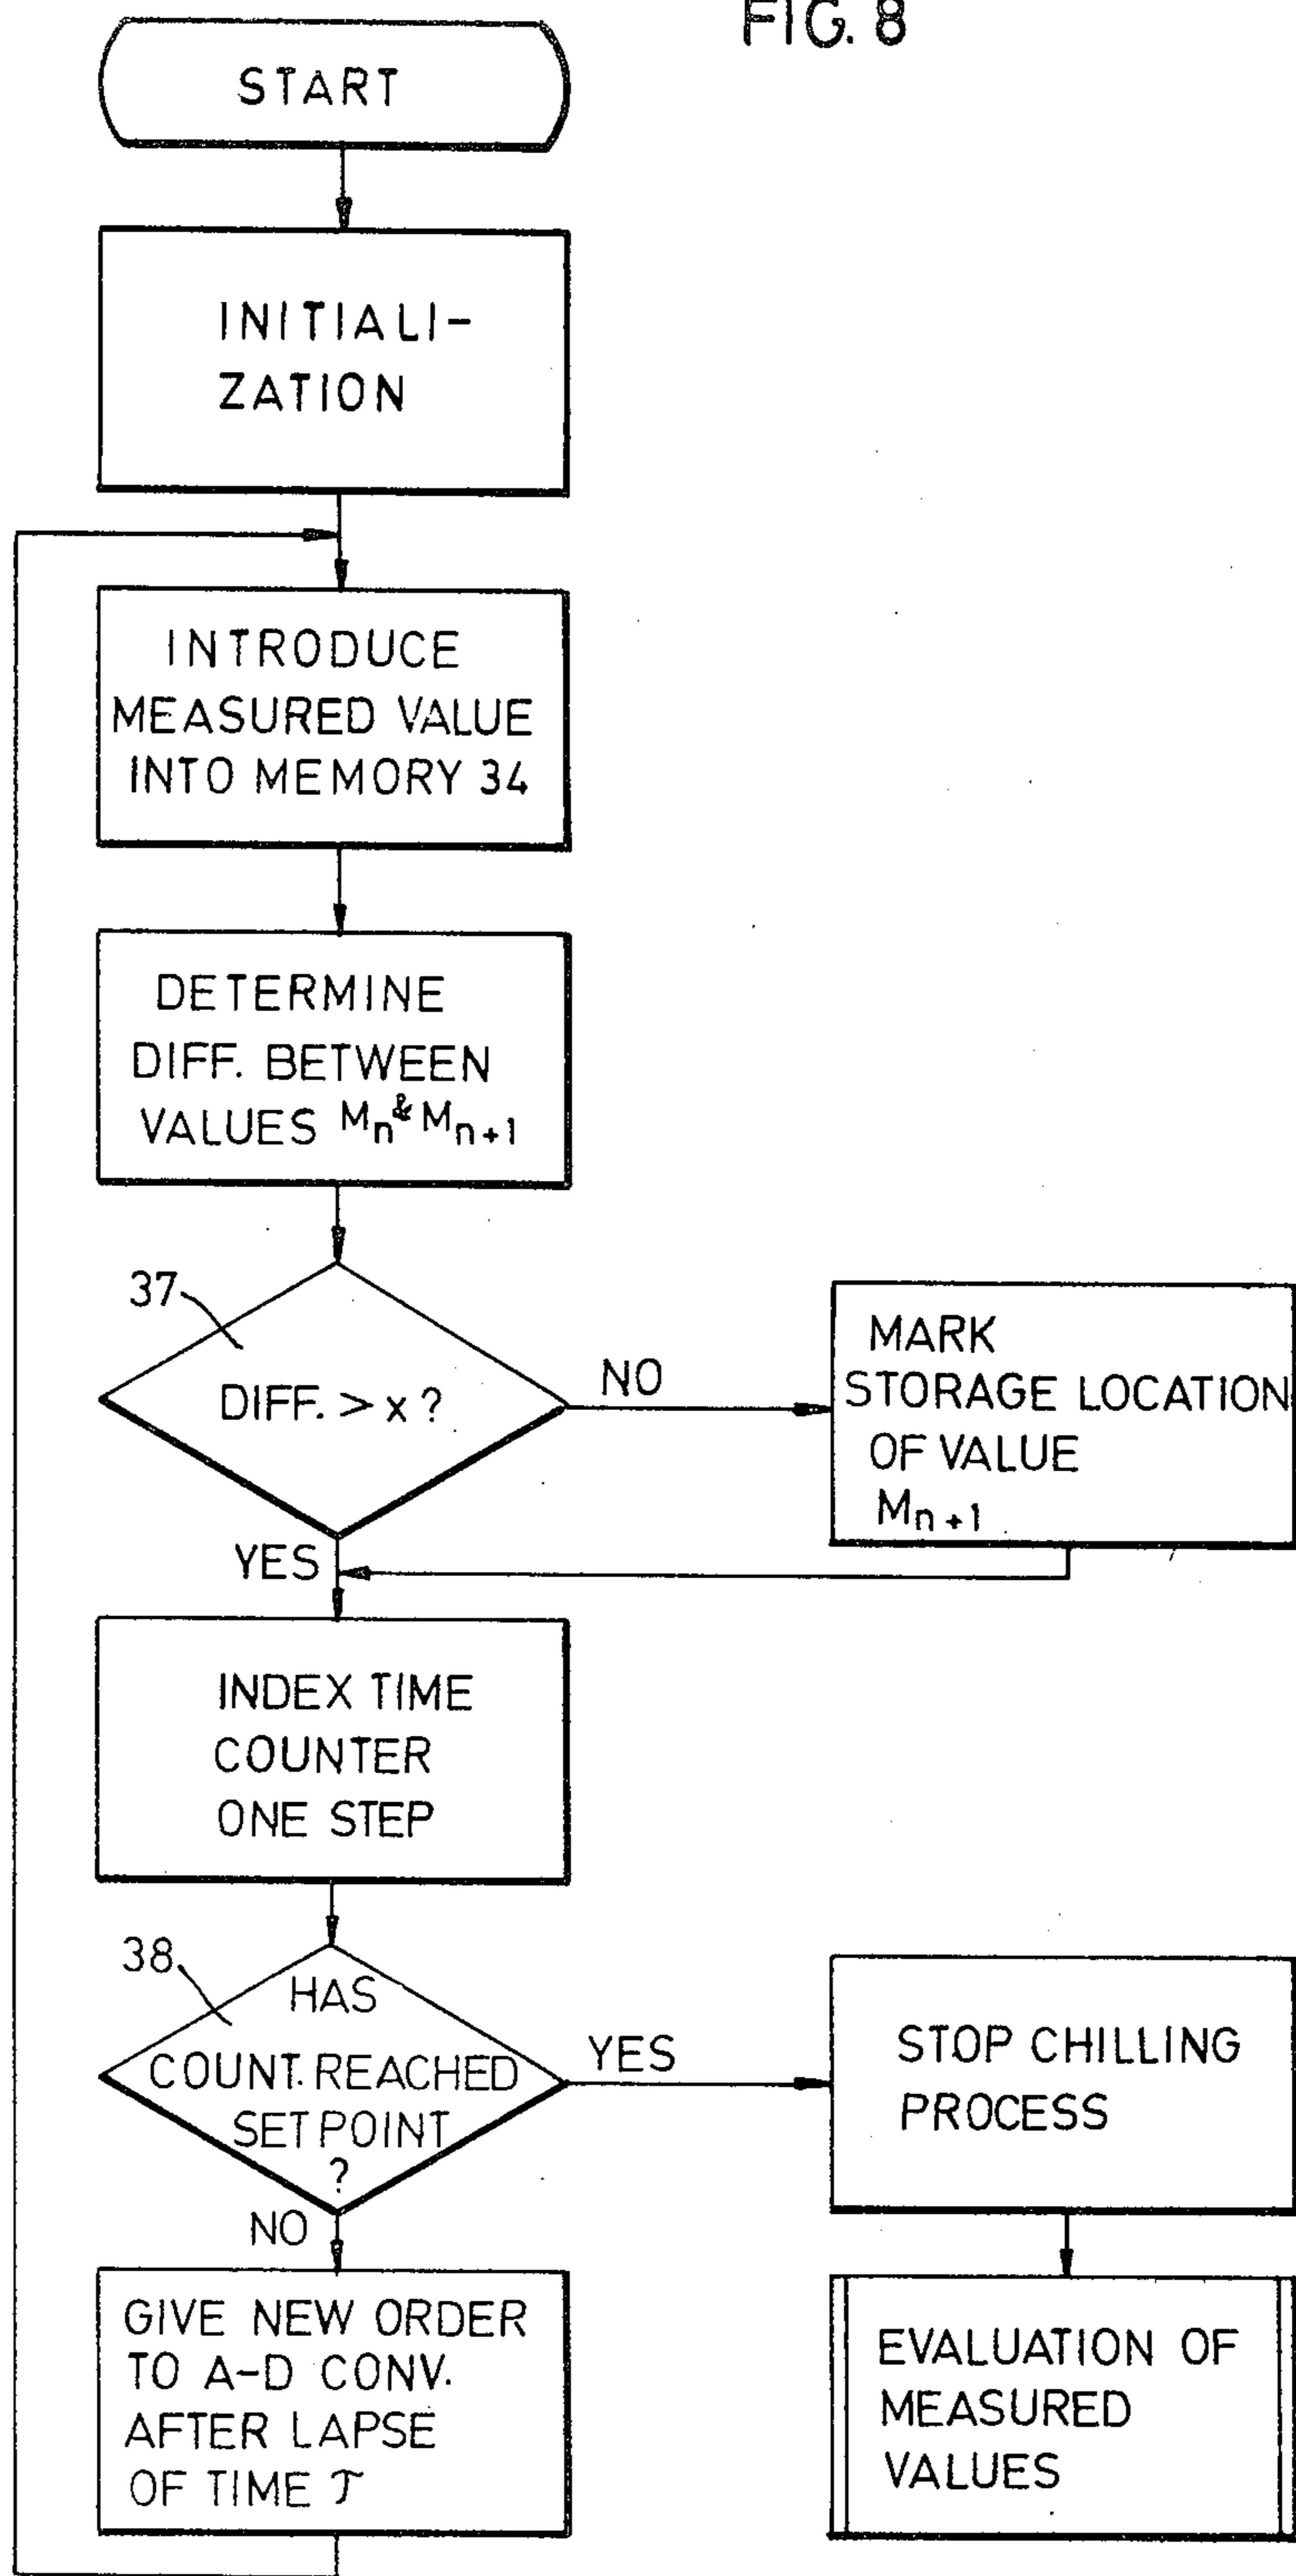 FIG. 8
START
INITIALI-
ZATION
INTRODUCE
MEASURED VALUE
INTO MEMORY 34
DETERMINE
DIFF. BETWEEN
VALUES Mn & Mn+1
37
DIFF. > x ?
NO
MARK
STORAGE LOCATION
OF VALUE
Mn+1
YES
INDEX TIME
COUNTER
ONE STEP
38
HAS
COUNT. REACHED
SET POINT
?
YES
STOP CHILLING
PROCESS
NO
GIVE NEW ORDER
TO A-D CONV.
AFTER LAPSE
OF TIME T
EVALUATION OF
MEASURED
VALUES